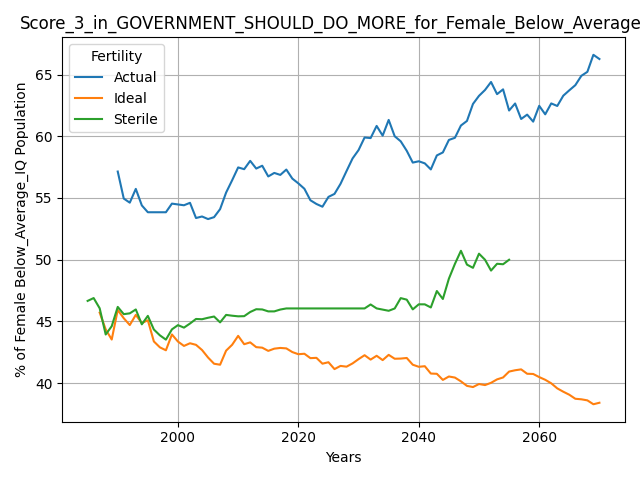 Score_3_in_GOVERNMENT_SHOULD_DO_MORE_for_Female_Below_Average
Fertility
Actual
Ideal
Sterile
% of Female Below_Average_IQ Population
65
60
55
50
45
40
2000
2020
2040
2060
Years